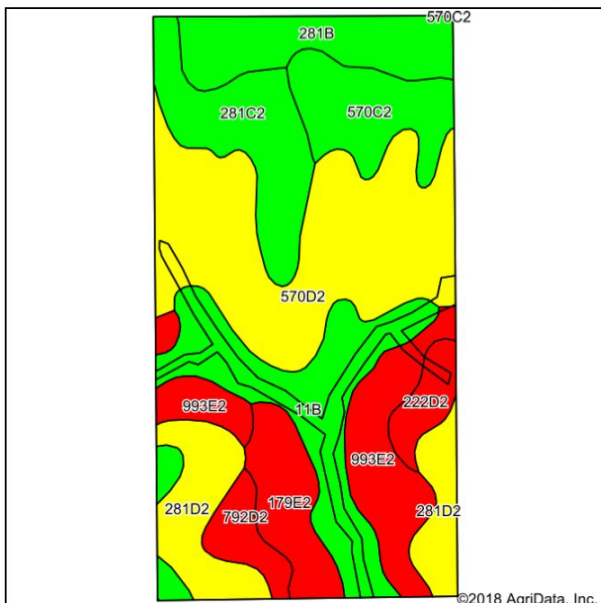 570C2
281B
281C2
570C2
570D2
993E2
11B
222D2
993E2
281D2
179E2
792D2
281D2
©2018 AgriData, Inc.